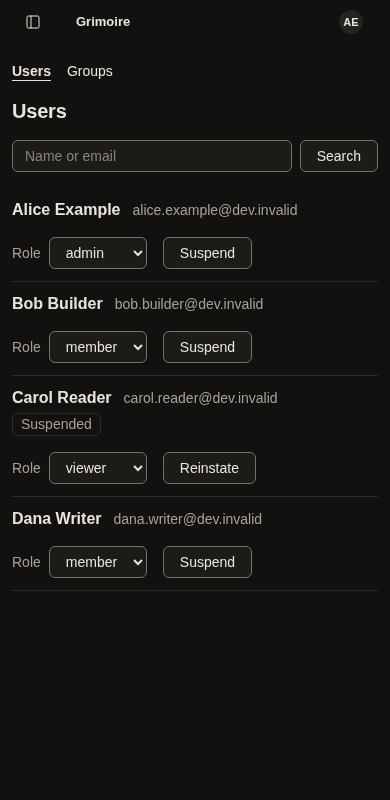 Grimoire AE
Users Groups
Users
Name or email Search
Alice Example alice.example@dev.invalid
Role admin Suspend
Bob Builder bob.builder@dev.invalid
Role member Suspend
Carol Reader carol.reader@dev.invalid
Suspended
Role viewer Reinstate
Dana Writer dana.writer@dev.invalid
Role member Suspend